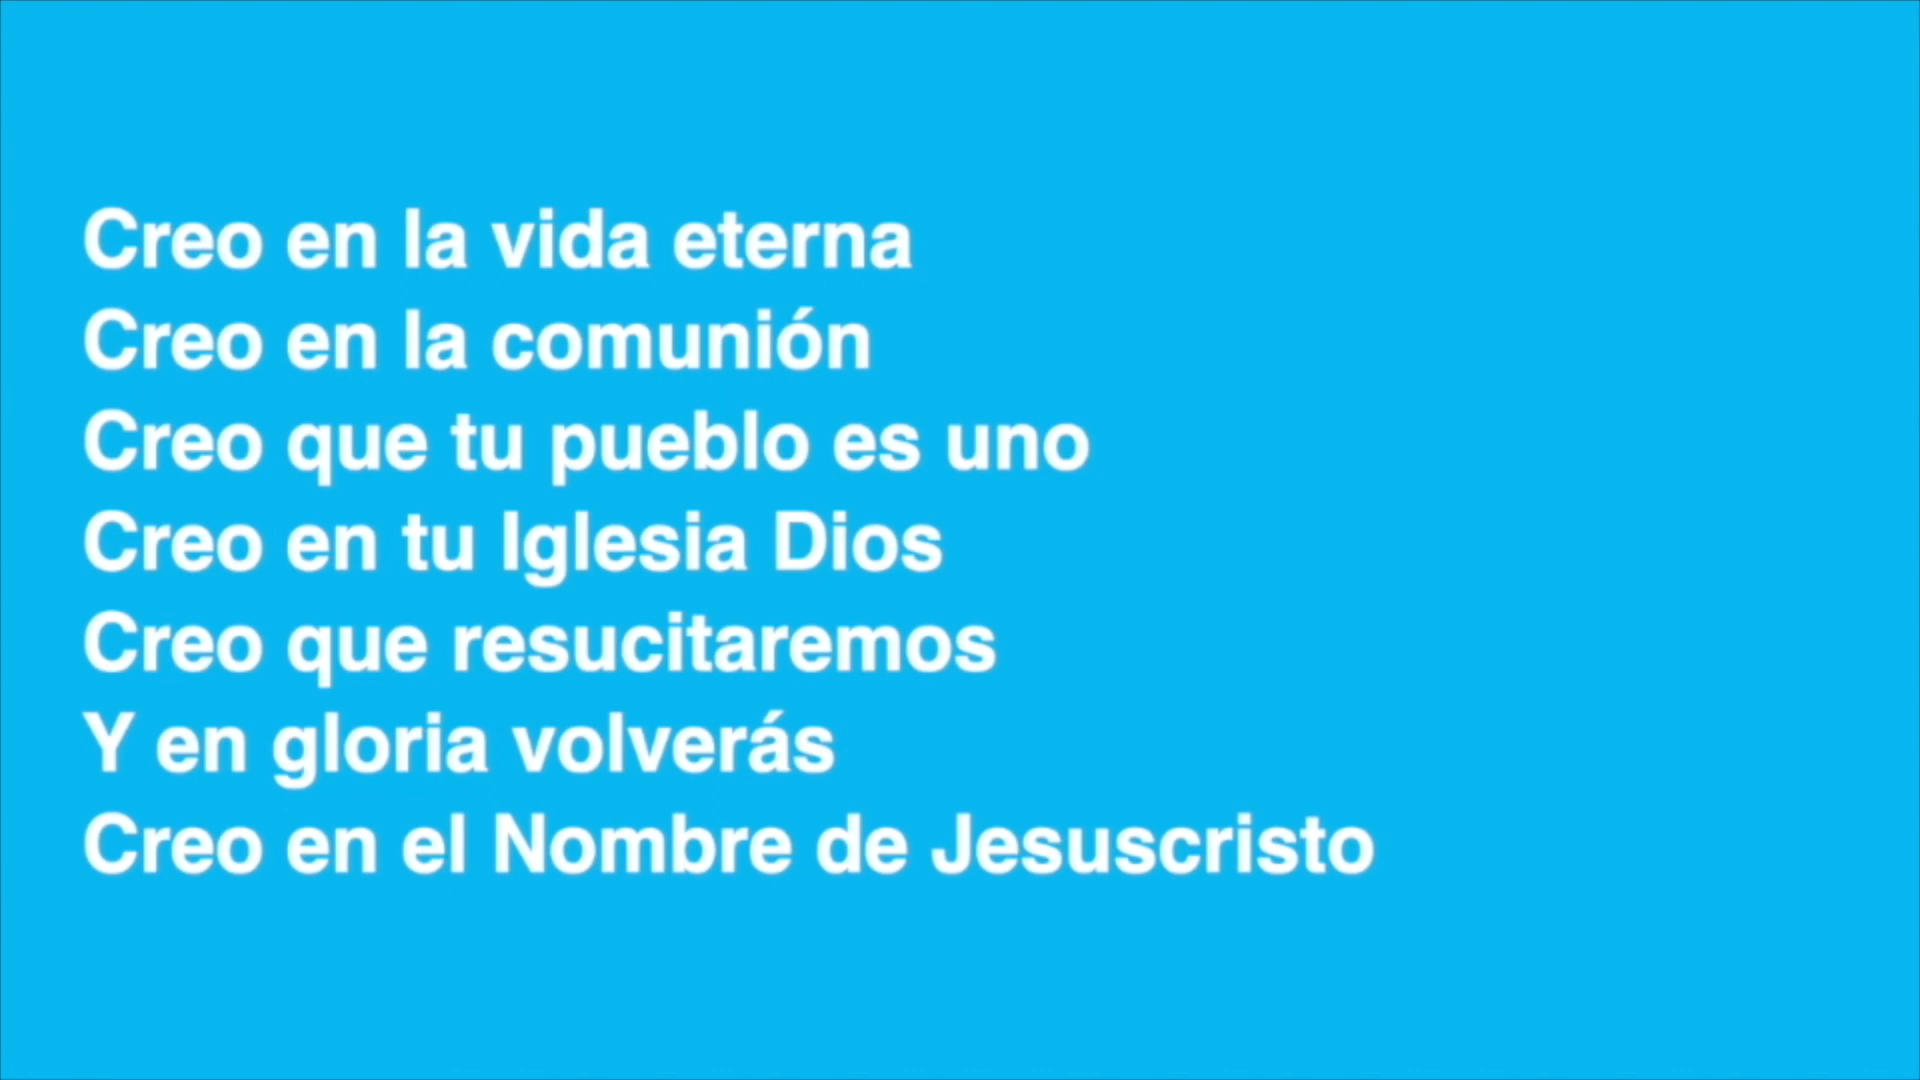 Creo en la vida eterna
Creo en la comunión
Creo que tu pueblo es uno
Creo en tu Iglesia Dios
Creo que resucitaremos
Y en gloria volverás
Creo en el Nombre de Jesuscristo